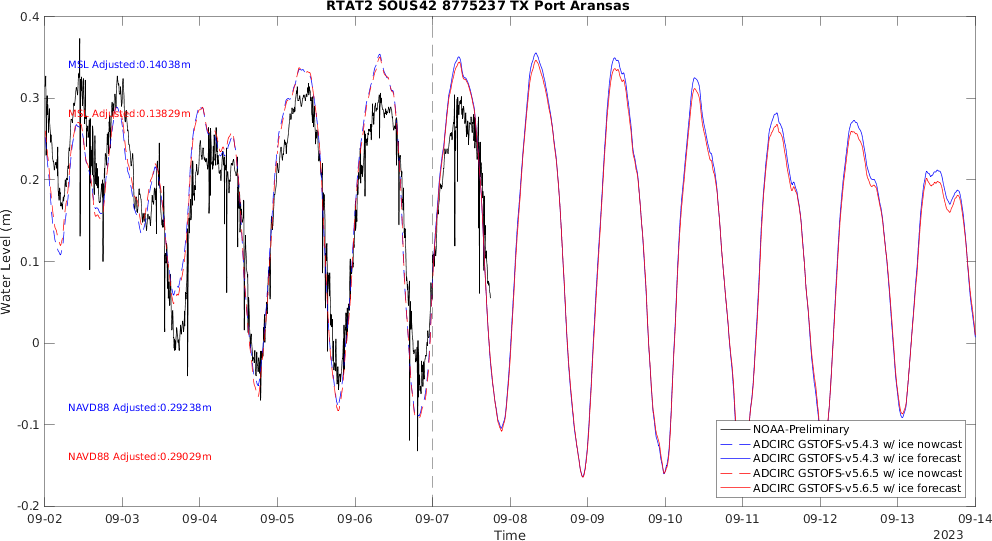 RTAT2 SOUS42 8775237 TX Port Aransas
0.4
0.3
0.2
0.1
0
-0.1
-0.2
Water Level (m)
MSL Adjusted:0.14038m
MSL Adjusted:0.13829m
NAVD88 Adjusted:0.29238m
NAVD88 Adjusted:0.29029m
NOAA-Preliminary
ADCIRC GSTOFS-v5.4.3 w/ ice nowcast
ADCIRC GSTOFS-v5.4.3 w/ ice forecast
ADCIRC GSTOFS-v5.6.5 w/ ice nowcast
ADCIRC GSTOFS-v5.6.5 w/ ice forecast
09-02 09-03 09-04 09-05 09-06 09-07 09-08 09-09 09-10 09-11 09-12 09-13 09-14
Time
2023